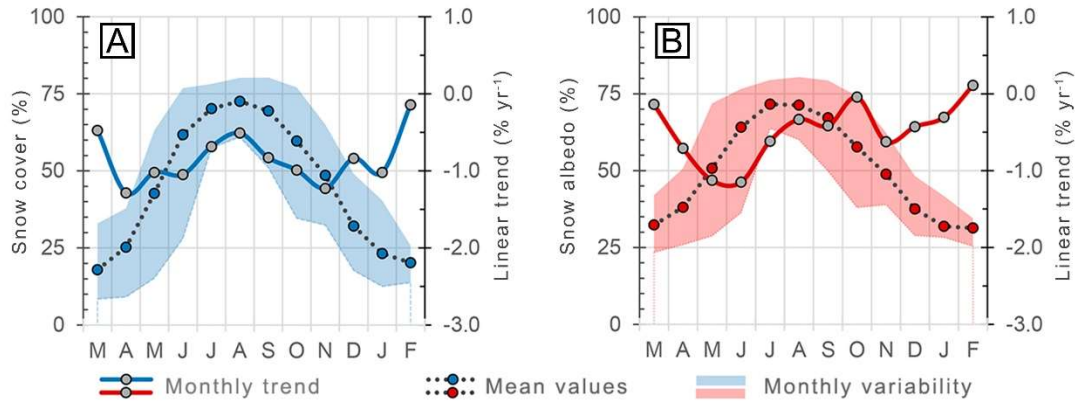 A
Snow cover (%)
100
75
50
25
0
1.0
0.0
-1.0
-2.0
-3.0
Linear trend (% yr⁻¹)
M A M J J A S O N D J F
B
Snow albedo (%)
100
75
50
25
0
1.0
0.0
-1.0
-2.0
-3.0
Linear trend (% yr⁻¹)
M A M J J A S O N D J F
Monthly trend
Mean values
Monthly variability